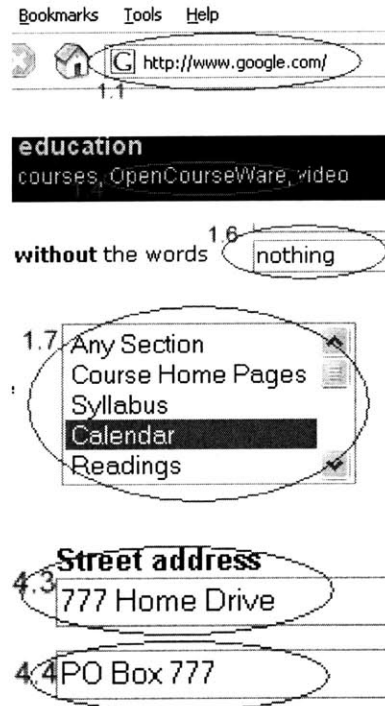 Bookmarks Tools Help
G http://www.google.com/
1.1
education
courses, OpenCourseWare, video
1.4
1.6
without the words nothing
1.7 Any Section
Course Home Pages
Syllabus
Calendar
Readings
Street address
4.3 777 Home Drive
4.4 PO Box 777